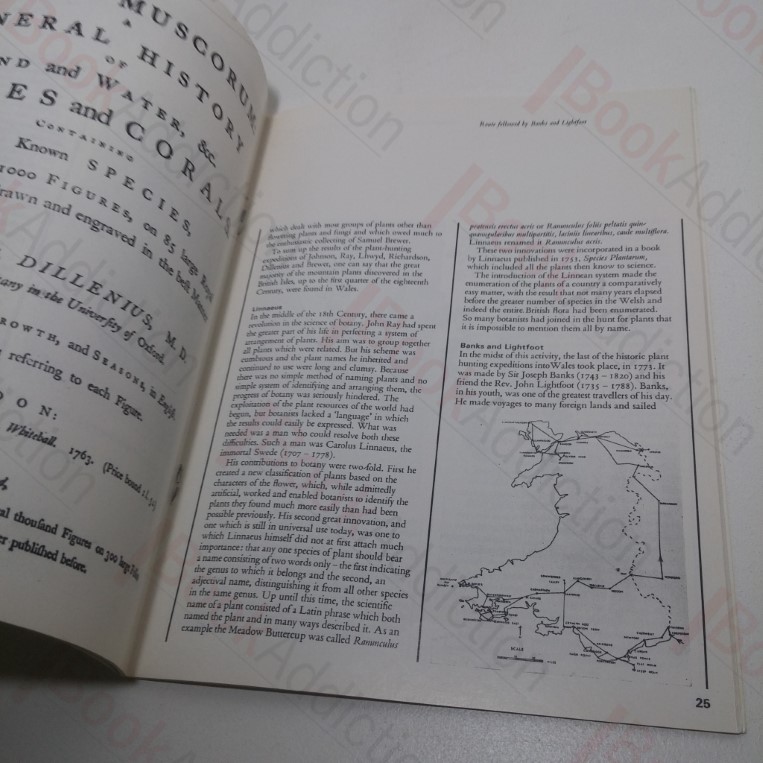 MUSCORUM:
A
NERAL HISTORY
OF
ND and WATER, &c.
ES and CORALS
CONTAINING
Known SPECIES,
1000 FIGURES, on 85 large Royal
rawn and engraved in the best Manner
DILLENIUS, M. D.
tany in the University of Oxford.
GROWTH, and SEASONS, in English,
referring to each Figure.
D O N:
Whitehall. 1763. (Price bound
al thousand Figures on 300 large
r published before.
which dealt with most groups of plants other than
flowering plants and fungi and which owed much to
the enthusiastic collecting of Samuel Brewer.
To sum up the results of the plant-hunting
expeditions of Johnson, Ray, Lhwyd, Richardson,
Dillenius and Brewer, one can say that the great
majority of the mountain plants discovered in the
British Isles, up to the first quarter of the eighteenth
Century, were found in Wales.
Linnaeus
In the middle of the 18th Century, there came a
revolution in the science of botany. John Ray had spent
the greater part of his life in perfecting a system of
arrangement of plants. His aim was to group together
all plants which were related. But his scheme was
cumbrous and the plant names he inherited and
continued to use were long and clumsy. Because
there was no simple method of naming plants and no
simple system of identifying and arranging them, the
progress of botany was seriously hindered. The
exploitation of the plant resources of the world had
begun, but botanists lacked a 'language' in which
the results could easily be expressed. What was
needed was a man who could resolve both these
difficulties. Such a man was Carolus Linnaeus, the
immortal Swede (1707 – 1778).
His contributions to botany were two-fold. First he
created a new classification of plants based on the
characters of the flower, which, while admittedly
artificial, worked and enabled botanists to identify the
plants they found much more easily than had been
possible previously. His second great innovation, and
one which is still in universal use today, was one to
which Linnaeus himself did not at first attach much
importance: that any one species of plant should bear
a name consisting of two words only – the first indicating
the genus to which it belongs and the second, an
adjectival name, distinguishing it from all other species
in the same genus. Up until this time, the scientific
name of a plant consisted of a Latin phrase which both
named the plant and in many ways described it. As an
example the Meadow Buttercup was called Ranunculus
Route followed by Banks and Lightfoot
pratensis erectus acris or Ranunculus foliis peltatis quin-
quangularibus multipartitis, laciniis linearibus, caule multiflora.
Linnaeus renamed it Ranunculus acris.
These two innovations were incorporated in a book
by Linnaeus published in 1753, Species Plantarum,
which included all the plants then know to science.
The introduction of the Linnean system made the
enumeration of the plants of a country a comparatively
easy matter, with the result that not many years elapsed
before the greater number of species in the Welsh and
indeed the entire British flora had been enumerated.
So many botanists had joined in the hunt for plants that
it is impossible to mention them all by name.
Banks and Lightfoot
In the midst of this activity, the last of the historic plant
hunting expeditions into Wales took place, in 1773. It
was made by Sir Joseph Banks (1743 – 1820) and his
friend the Rev. John Lightfoot (1735 – 1788). Banks,
in his youth, was one of the greatest travellers of his day.
He made voyages to many foreign lands and sailed
SCALE
25
BookAddiction